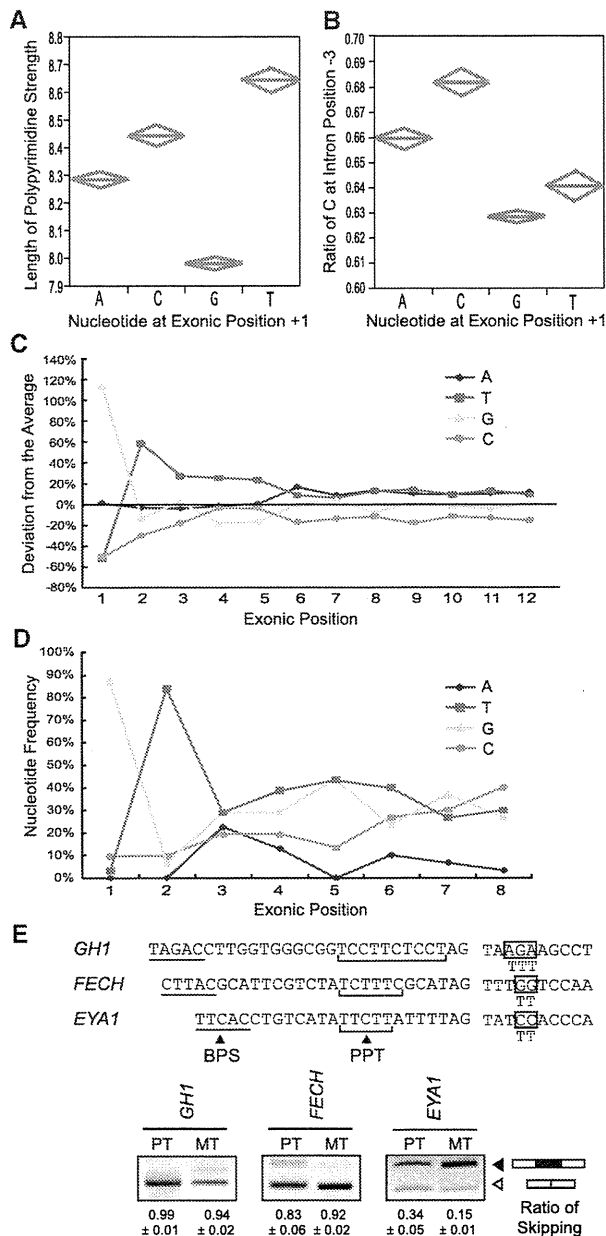 A
B
Length of Polypyrimidine Strength
8.8
8.7
8.6
8.5
8.4
8.3
8.2
8.1
8.0
7.9
A C G T
Nucleotide at Exonic Position +1
Ratio of C at Intron Position -3
0.70
0.69
0.68
0.67
0.66
0.65
0.64
0.63
0.62
0.61
0.60
A C G T
Nucleotide at Exonic Position +1
C
Deviation from the Average
140%
120%
100%
80%
60%
40%
20%
0%
-20%
-40%
-60%
-80%
A
T
G
C
1 2 3 4 5 6 7 8 9 10 11 12
Exonic Position
D
Nucleotide Frequency
100%
90%
80%
70%
60%
50%
40%
30%
20%
10%
0%
A
T
G
C
1 2 3 4 5 6 7 8
Exonic Position
E
GH1 TAGACCTTGGTGGGCGGTCCTTCTCCTAG TAAGAAGCCT
TTT
FECH CTTACGCATTCGTCTATCTTTCGCATAG TTTGGTCCAA
TT
EYA1 TTCACCTGTCATATTCTTATTTTAG TATCCACCCA
TT
BPS PPT
GH1 FECH EYA1
PT MT PT MT PT MT
0.99 0.94 0.83 0.92 0.34 0.15 Ratio of
± 0.01 ± 0.02 ± 0.06 ± 0.02 ± 0.05 ± 0.01 Skipping